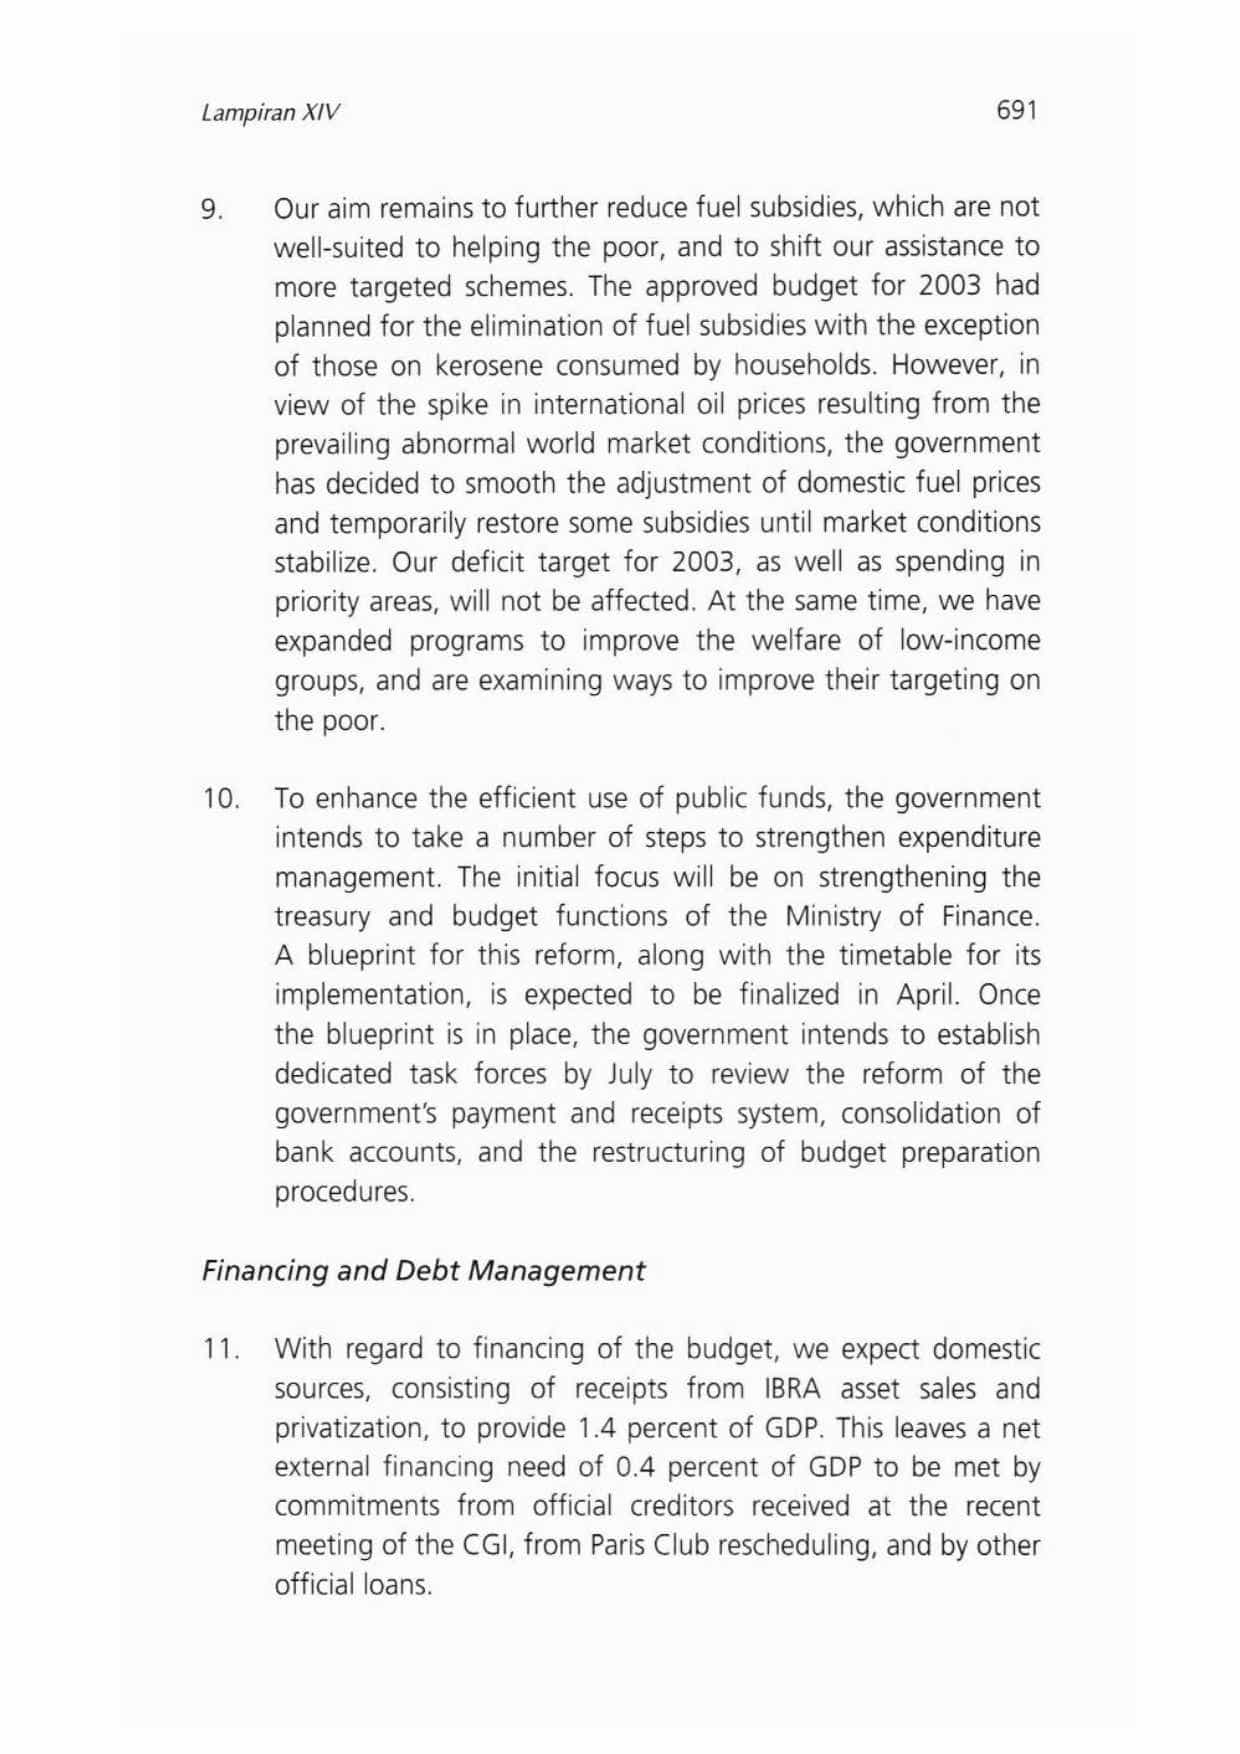 Lampiran XIV 691
9. Our aim remains to further reduce fuel subsidies, which are not
well-suited to helping the poor, and to shift our assistance to
more targeted schemes. The approved budget for 2003 had
planned for the elimination of fuel subsidies with the exception
of those on kerosene consumed by households. However, in
view of the spike in international oil prices resulting from the
prevailing abnormal world market conditions, the government
has decided to smooth the adjustment of domestic fuel prices
and temporarily restore some subsidies until market conditions
stabilize. Our deficit target for 2003, as well as spending in
priority areas, will not be affected. At the same time, we have
expanded programs to improve the welfare of low-income
groups, and are examining ways to improve their targeting on
the poor.
10. To enhance the efficient use of public funds, the government
intends to take a number of steps to strengthen expenditure
management. The initial focus will be on strengthening the
treasury and budget functions of the Ministry of Finance.
A blueprint for this reform, along with the timetable for its
implementation, is expected to be finalized in April. Once
the blueprint is in place, the government intends to establish
dedicated task forces by July to review the reform of the
government's payment and receipts system, consolidation of
bank accounts, and the restructuring of budget preparation
procedures.
Financing and Debt Management
11. With regard to financing of the budget, we expect domestic
sources, consisting of receipts from IBRA asset sales and
privatization, to provide 1.4 percent of GDP. This leaves a net
external financing need of 0.4 percent of GDP to be met by
commitments from official creditors received at the recent
meeting of the CGI, from Paris Club rescheduling, and by other
official loans.